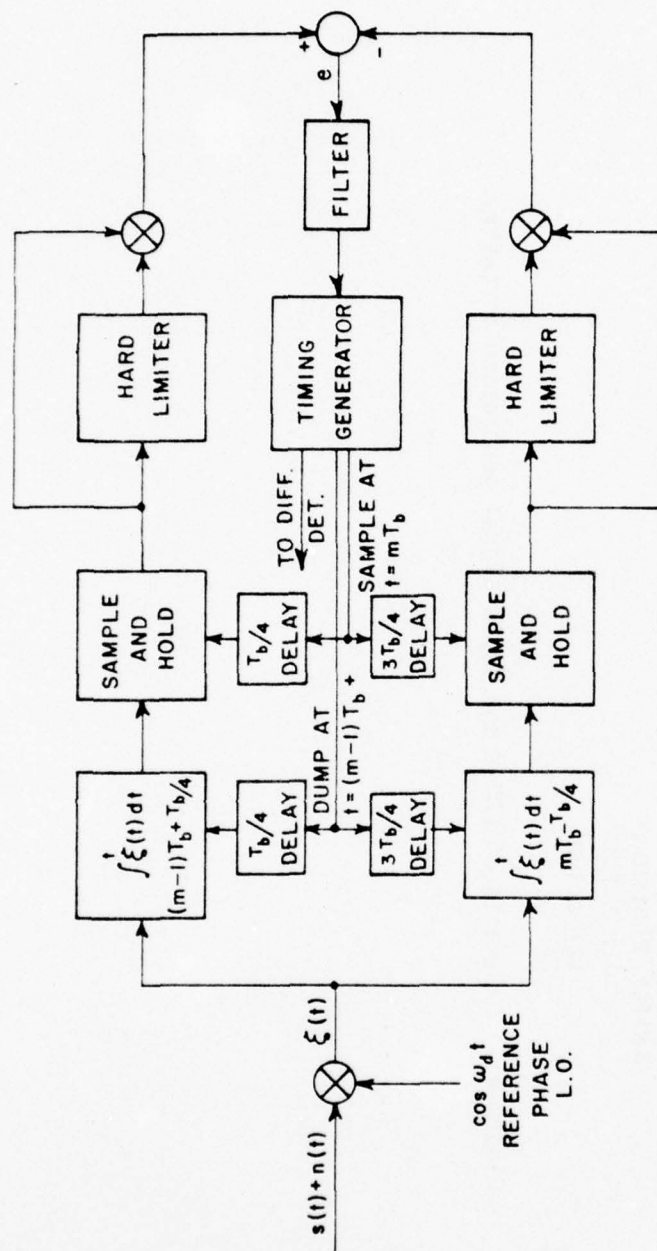 s(t) + n(t)
ξ(t)
cos ω_d t
REFERENCE
PHASE
L.O.
∫ ξ(t) dt
t
(m−1)T_b + T_b/4
SAMPLE
AND
HOLD
HARD
LIMITER
T_b/4
DELAY
T_b/4
DELAY
DUMP AT
t = (m−1)T_b +
3T_b/4
DELAY
3T_b/4
DELAY
SAMPLE AT
t = mT_b
TO DIFF.
DET.
TIMING
GENERATOR
FILTER
e
+
-
t
∫ ξ(t) dt
mT_b − T_b/4
SAMPLE
AND
HOLD
HARD
LIMITER